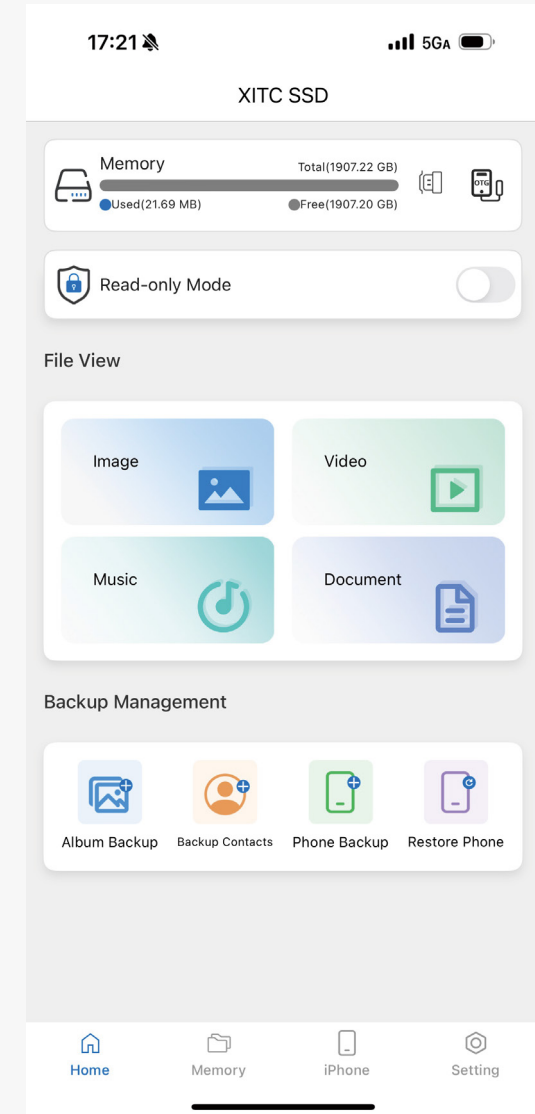 17:21 5GA
XITC SSD
Memory Total(1907.22 GB)
Used(21.69 MB) Free(1907.20 GB)
OTG
Read-only Mode
File View
Image Video
Music Document
Backup Management
Album Backup Backup Contacts Phone Backup Restore Phone
Home Memory iPhone Setting